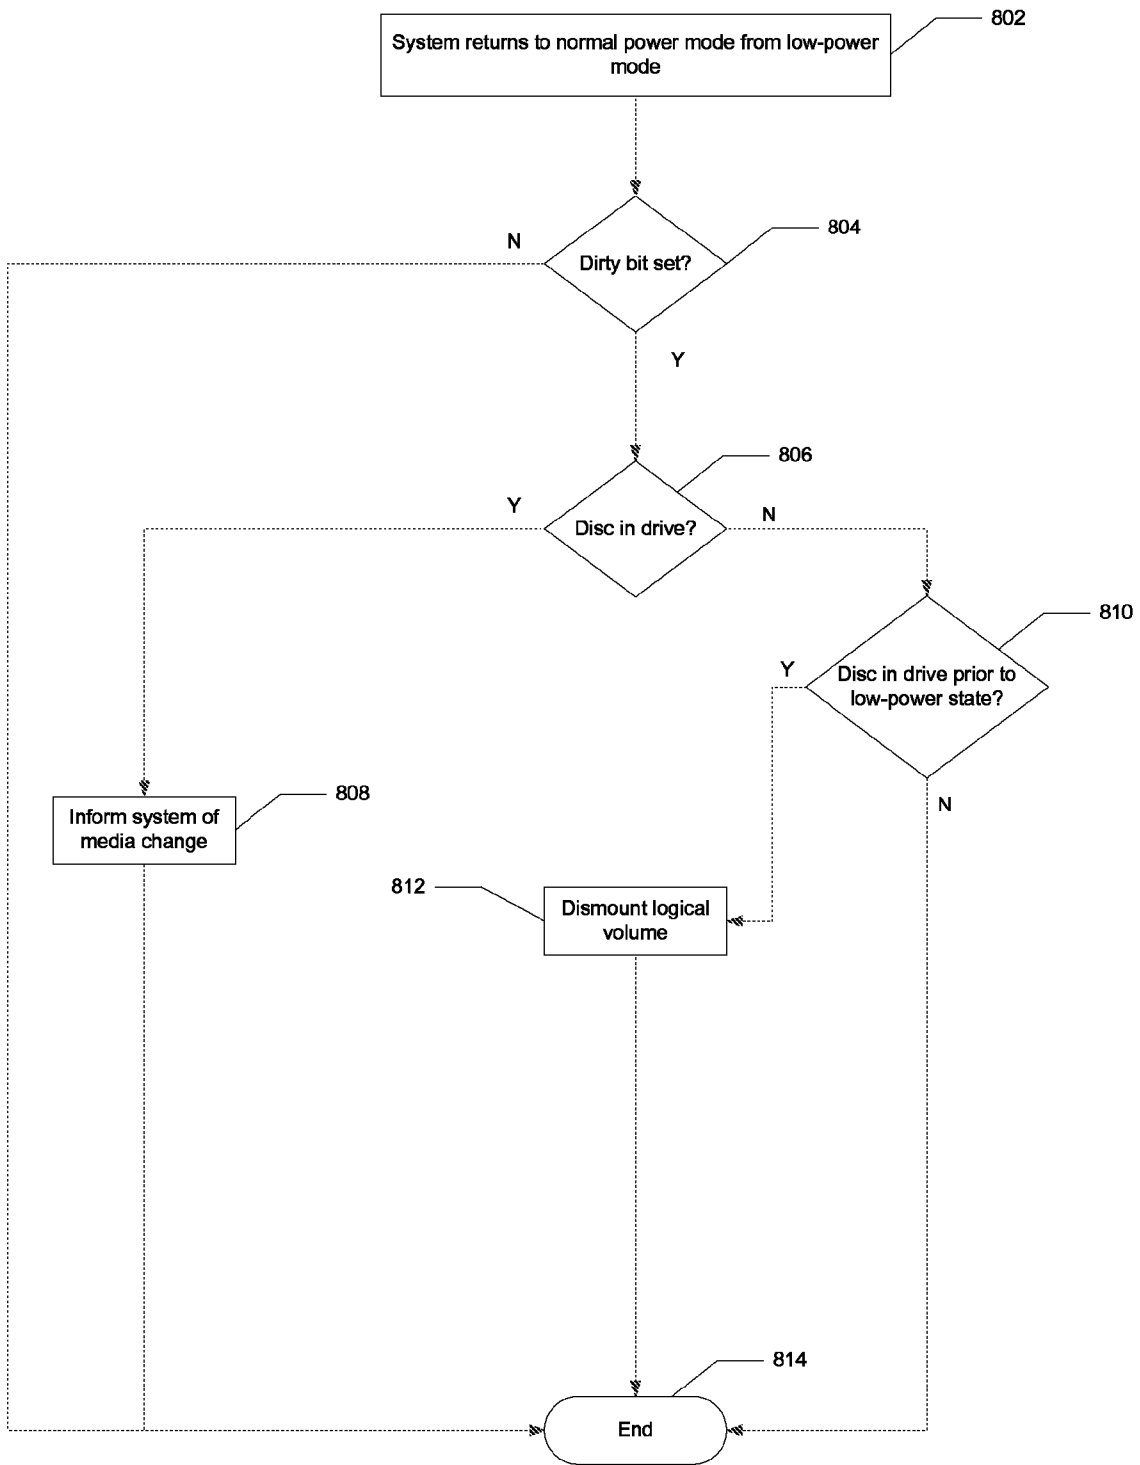 802
System returns to normal power mode from low-power
mode
804
N
Dirty bit set?
Y
806
Y
N
Disc in drive?
810
Y
Disc in drive prior to
low-power state?
808
N
Inform system of
media change
812
Dismount logical
volume
814
End